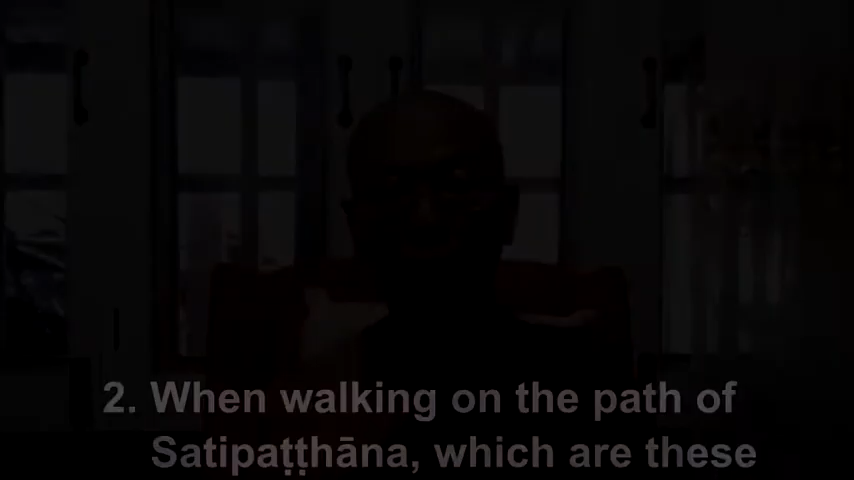 2. When walking on the path of
Satipaṭṭhāna, which are these